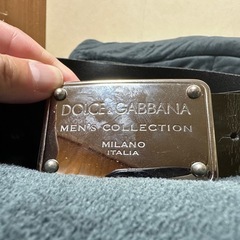 DOLCE & GABBANA
MEN'S COLLECTION
MILANO
ITALIA